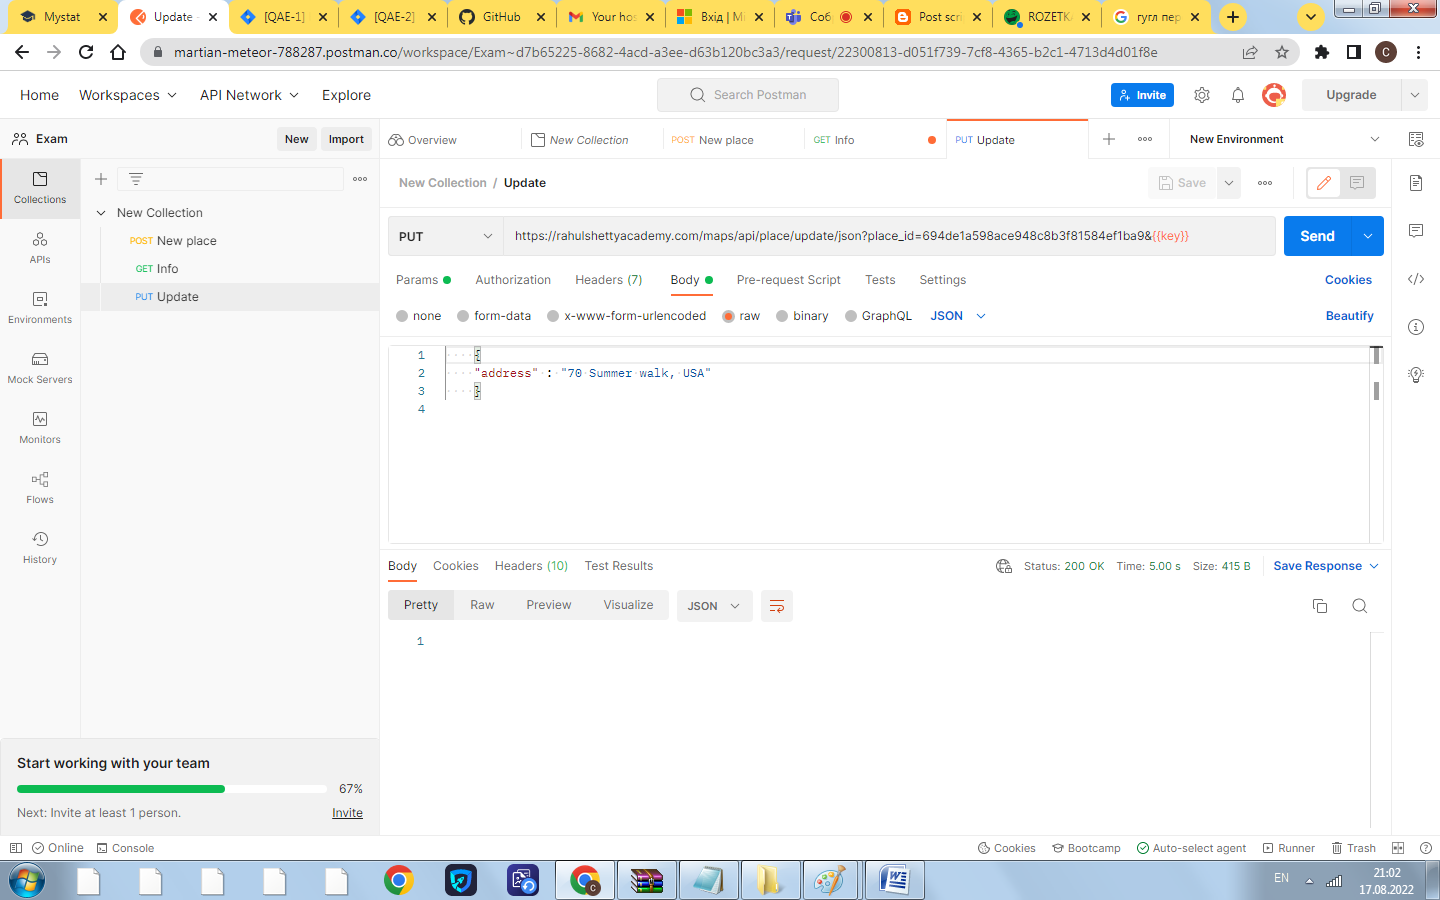 Mystat
Update -
[QAE-1]
[QAE-2]
GitHub
Your hos
Вхід | Mi
Соб
Post scri
ROZETKA
гугл пер
martian-meteor-788287.postman.co/workspace/Exam~d7b65225-8682-4acd-a3ee-d63b120bc3a3/request/22300813-d051f739-7cf8-4365-b2c1-4713d4d01f8e
C
Home
Workspaces
API Network
Explore
Search Postman
Invite
Upgrade
Exam
New
Import
Overview
New Collection
POST New place
GET Info
PUT Update
New Environment
Collections
APIs
Environments
Mock Servers
Monitors
Flows
History
New Collection
POST New place
GET Info
PUT Update
New Collection / Update
Save
PUT
https://rahulshettyacademy.com/maps/api/place/update/json?place_id=694de1a598ace948c8b3f81584ef1ba9&{{key}}
Send
Params
Authorization
Headers (7)
Body
Pre-request Script
Tests
Settings
Cookies
none
form-data
x-www-form-urlencoded
raw
binary
GraphQL
JSON
Beautify
1 {
2 "address" : "70 Summer walk, USA"
3 }
4
Body
Cookies
Headers (10)
Test Results
Status: 200 OK
Time: 5.00 s
Size: 415 B
Save Response
Pretty
Raw
Preview
Visualize
JSON
1
Start working with your team
67%
Next: Invite at least 1 person.
Invite
Online
Console
Cookies
Bootcamp
Auto-select agent
Runner
Trash
EN
21:02
17.08.2022